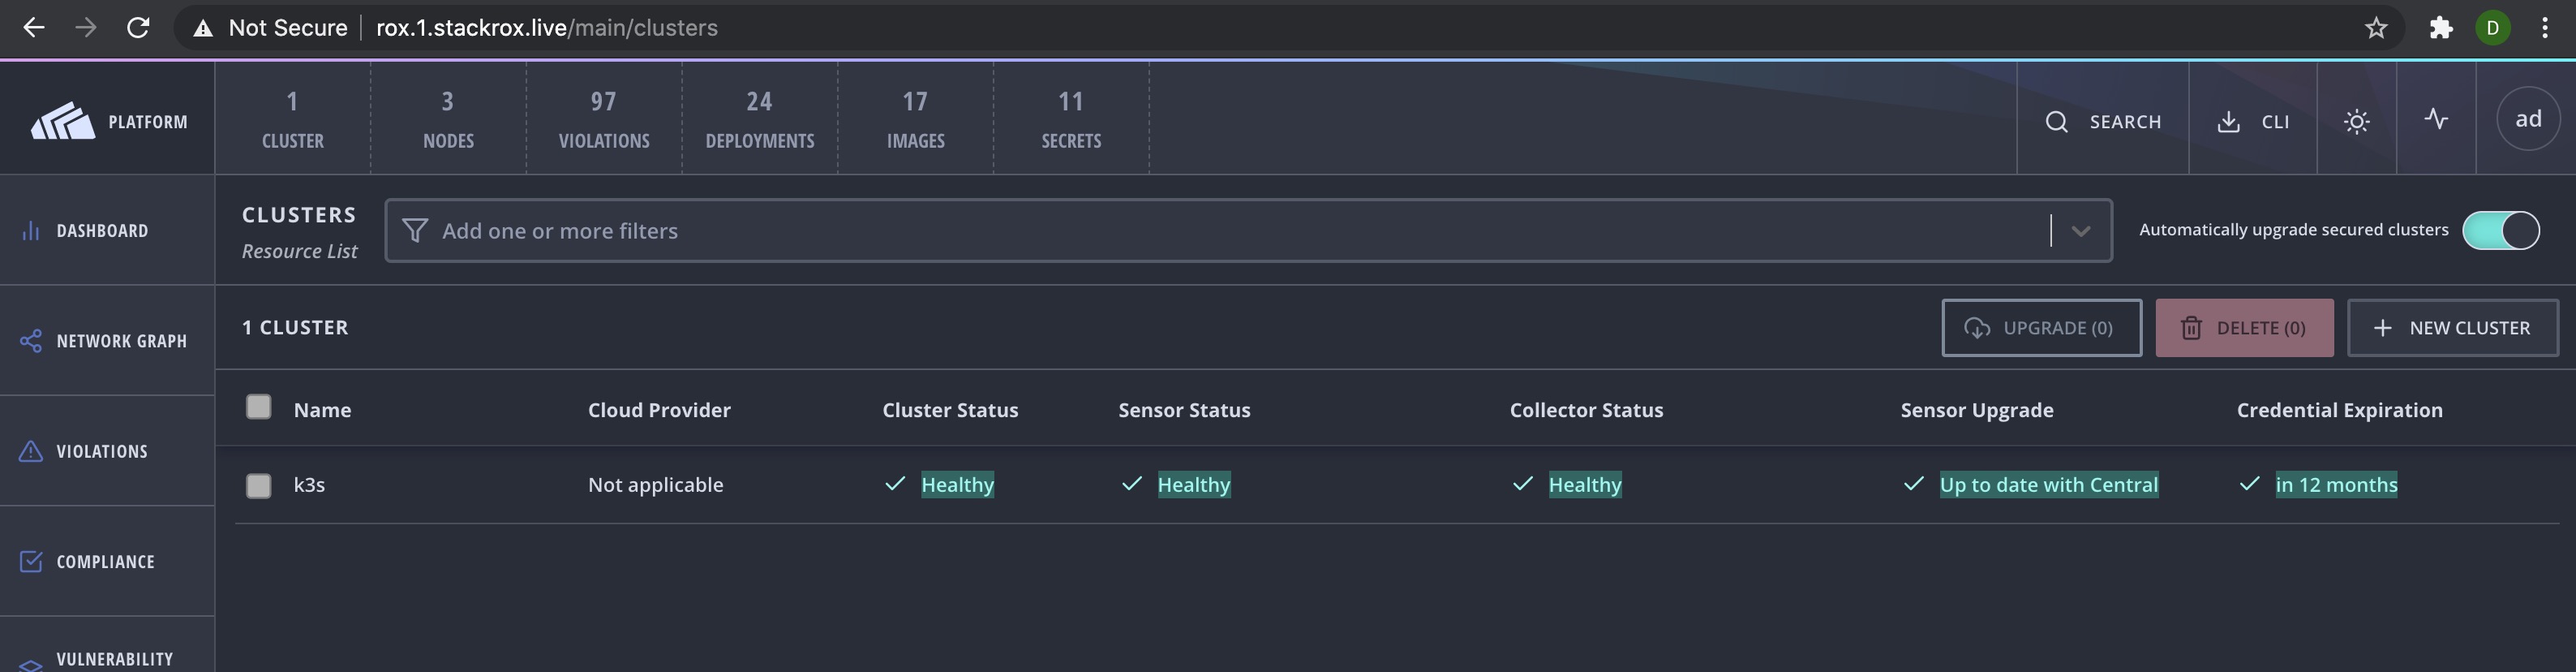 Not Secure rox.1.stackrox.live/main/clusters D
PLATFORM
1 3 97 24 17 11
CLUSTER NODES VIOLATIONS DEPLOYMENTS IMAGES SECRETS
SEARCH CLI ad
DASHBOARD
NETWORK GRAPH
VIOLATIONS
COMPLIANCE
VULNERABILITY
CLUSTERS
Resource List
Add one or more filters
Automatically upgrade secured clusters
1 CLUSTER UPGRADE (0) DELETE (0) NEW CLUSTER
Name Cloud Provider Cluster Status Sensor Status Collector Status Sensor Upgrade Credential Expiration
k3s Not applicable Healthy Healthy Healthy Up to date with Central in 12 months